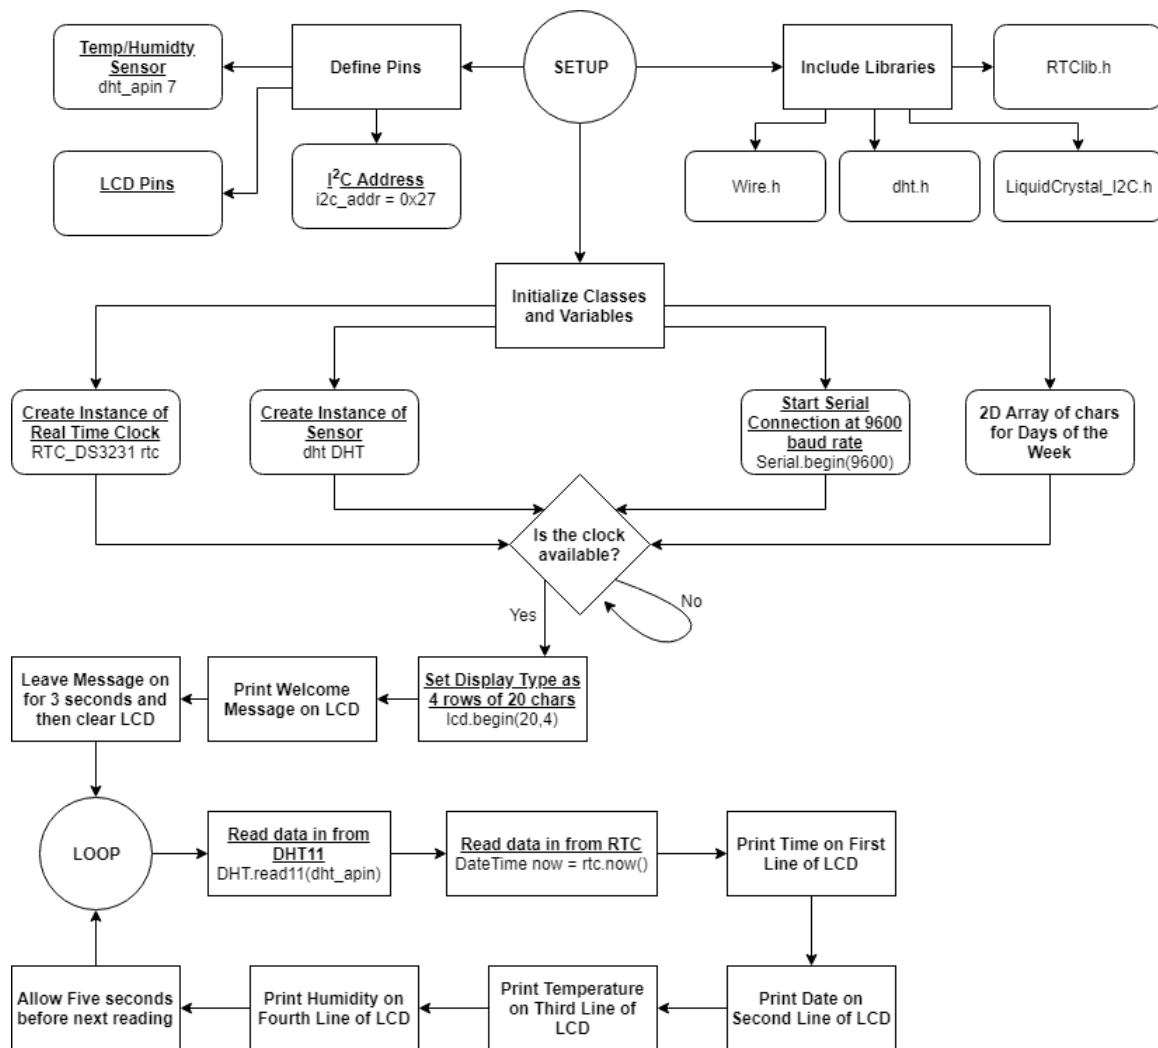 Temp/Humidty
Sensor
dht_apin 7
Define Pins
SETUP
Include Libraries
RTClib.h
LCD Pins
I²C Address
i2c_addr = 0x27
Wire.h
dht.h
LiquidCrystal_I2C.h
Initialize Classes
and Variables
Create Instance of
Real Time Clock
RTC_DS3231 rtc
Create Instance of
Sensor
dht DHT
Start Serial
Connection at 9600
baud rate
Serial.begin(9600)
2D Array of chars
for Days of the
Week
Is the clock
available?
No
Yes
Leave Message on
for 3 seconds and
then clear LCD
Print Welcome
Message on LCD
Set Display Type as
4 rows of 20 chars
lcd.begin(20,4)
LOOP
Read data in from
DHT11
DHT.read11(dht_apin)
Read data in from RTC
DateTime now = rtc.now()
Print Time on First
Line of LCD
Allow Five seconds
before next reading
Print Humidity on
Fourth Line of LCD
Print Temperature
on Third Line of
LCD
Print Date on
Second Line of LCD